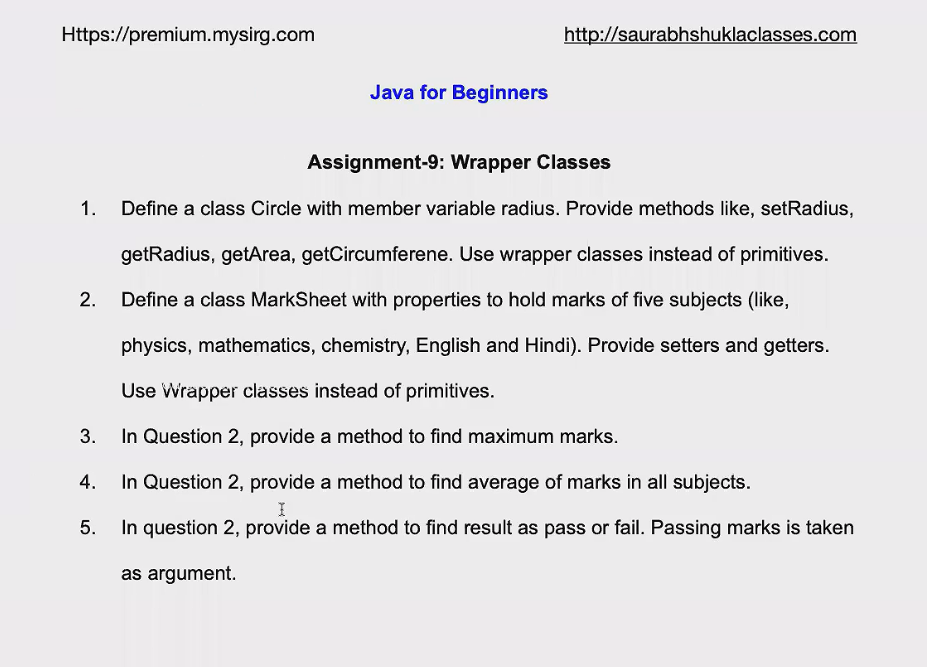 Https://premium.mysirg.com
http://saurabhshuklaclasses.com
Java for Beginners
Assignment-9: Wrapper Classes
1. Define a class Circle with member variable radius. Provide methods like, setRadius,
getRadius, getArea, getCircumferene. Use wrapper classes instead of primitives.
2. Define a class MarkSheet with properties to hold marks of five subjects (like,
physics, mathematics, chemistry, English and Hindi). Provide setters and getters.
Use Wrapper classes instead of primitives.
3. In Question 2, provide a method to find maximum marks.
4. In Question 2, provide a method to find average of marks in all subjects.
5. In question 2, provide a method to find result as pass or fail. Passing marks is taken
as argument.